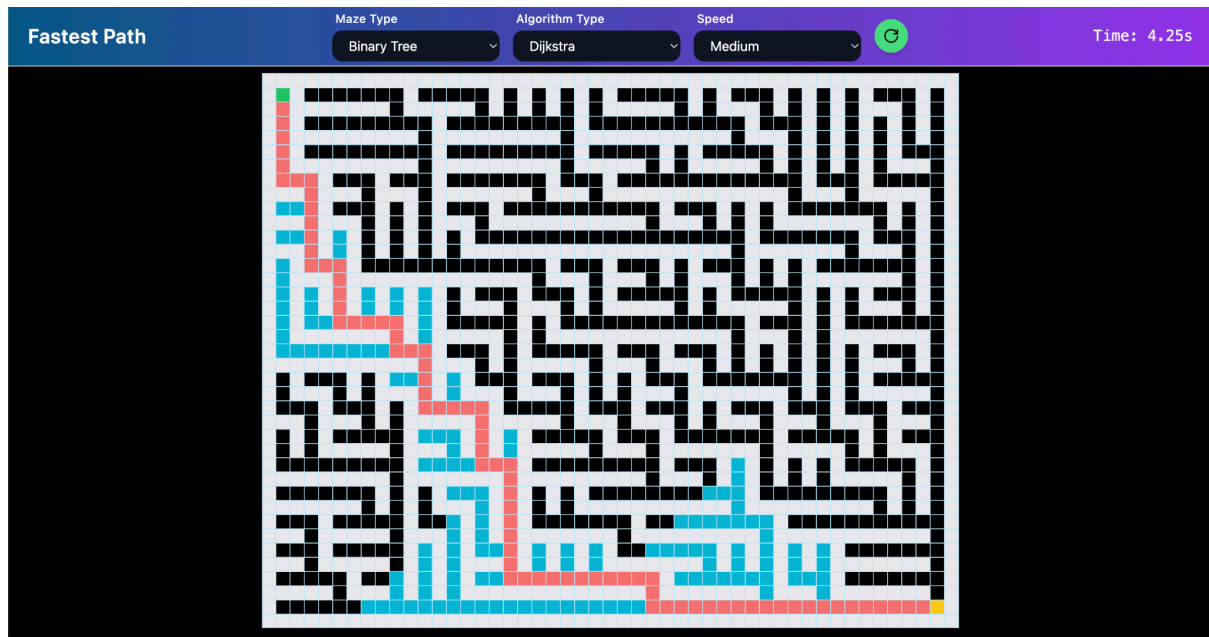 Maze Type
Algorithm Type
Speed
Fastest Path
Binary Tree
Dijkstra
Medium
Time: 4.25s